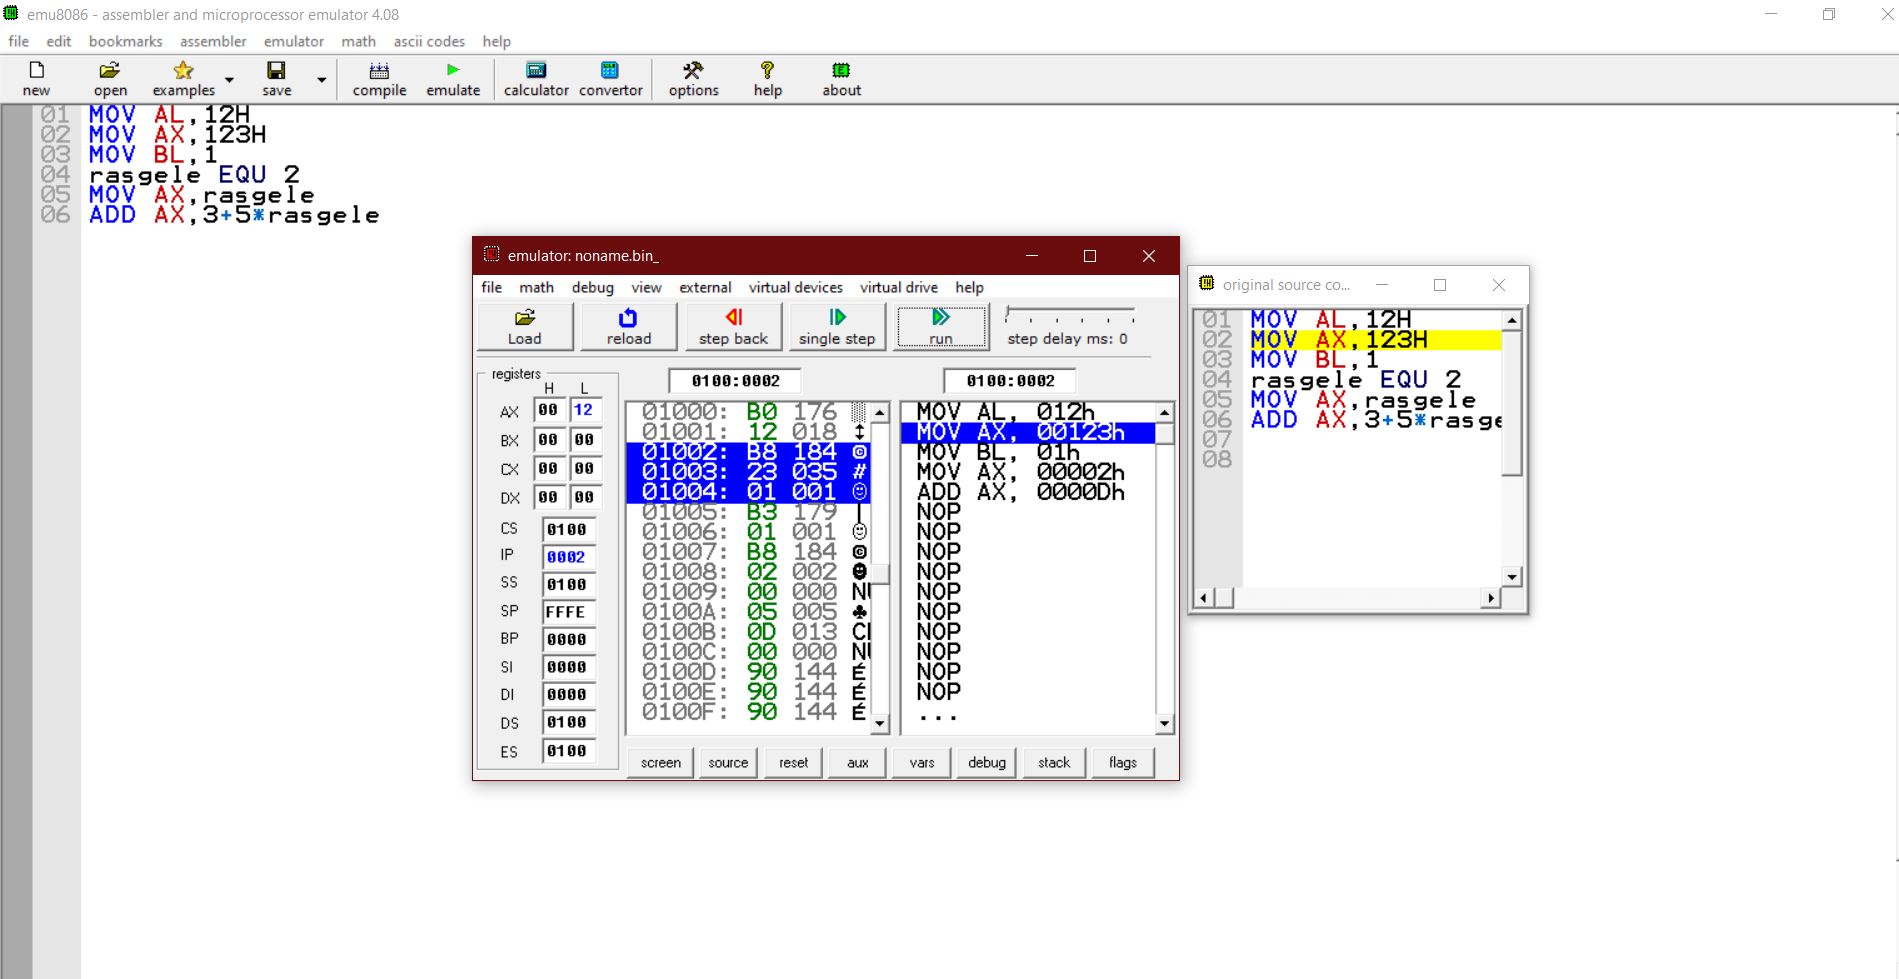 emu8086 - assembler and microprocessor emulator 4.08
file edit bookmarks assembler emulator math ascii codes help
new open examples save compile emulate calculator convertor options help about
01 MOV AL,12H
02 MOV AX,123H
03 MOV BL,1
04 rasgele EQU 2
05 MOV AX,rasgele
06 ADD AX,3+5*rasgele
emulator: noname.bin_
file math debug view external virtual devices virtual drive help
Load reload step back single step run step delay ms: 0
registers
H L
AX 00 12
BX 00 00
CX 00 00
DX 00 00
CS 0100
IP 0002
SS 0100
SP FFFE
BP 0000
SI 0000
DI 0000
DS 0100
ES 0100
0100:0002
01000: B0 176
01001: 12 018 ↕
01002: B8 184 ©
01003: 23 035 #
01004: 01 001 ☺
01005: B3 179 |
01006: 01 001 ☺
01007: B8 184 ©
01008: 02 002 ☻
01009: 00 000 NU
0100A: 05 005 ♣
0100B: 0D 013
0100C: 00 000 NU
0100D: 90 144 É
0100E: 90 144 É
0100F: 90 144 É
0100:0002
MOV AL, 012h
MOV AX, 00123h
MOV BL, 01h
MOV AX, 00002h
ADD AX, 0000Dh
NOP
NOP
NOP
NOP
NOP
NOP
NOP
NOP
NOP
NOP
...
screen source reset aux vars debug stack flags
original source co...
01 MOV AL,12H
02 MOV AX,123H
03 MOV BL,1
04 rasgele EQU 2
05 MOV AX,rasgele
06 ADD AX,3+5*rasge
07
08